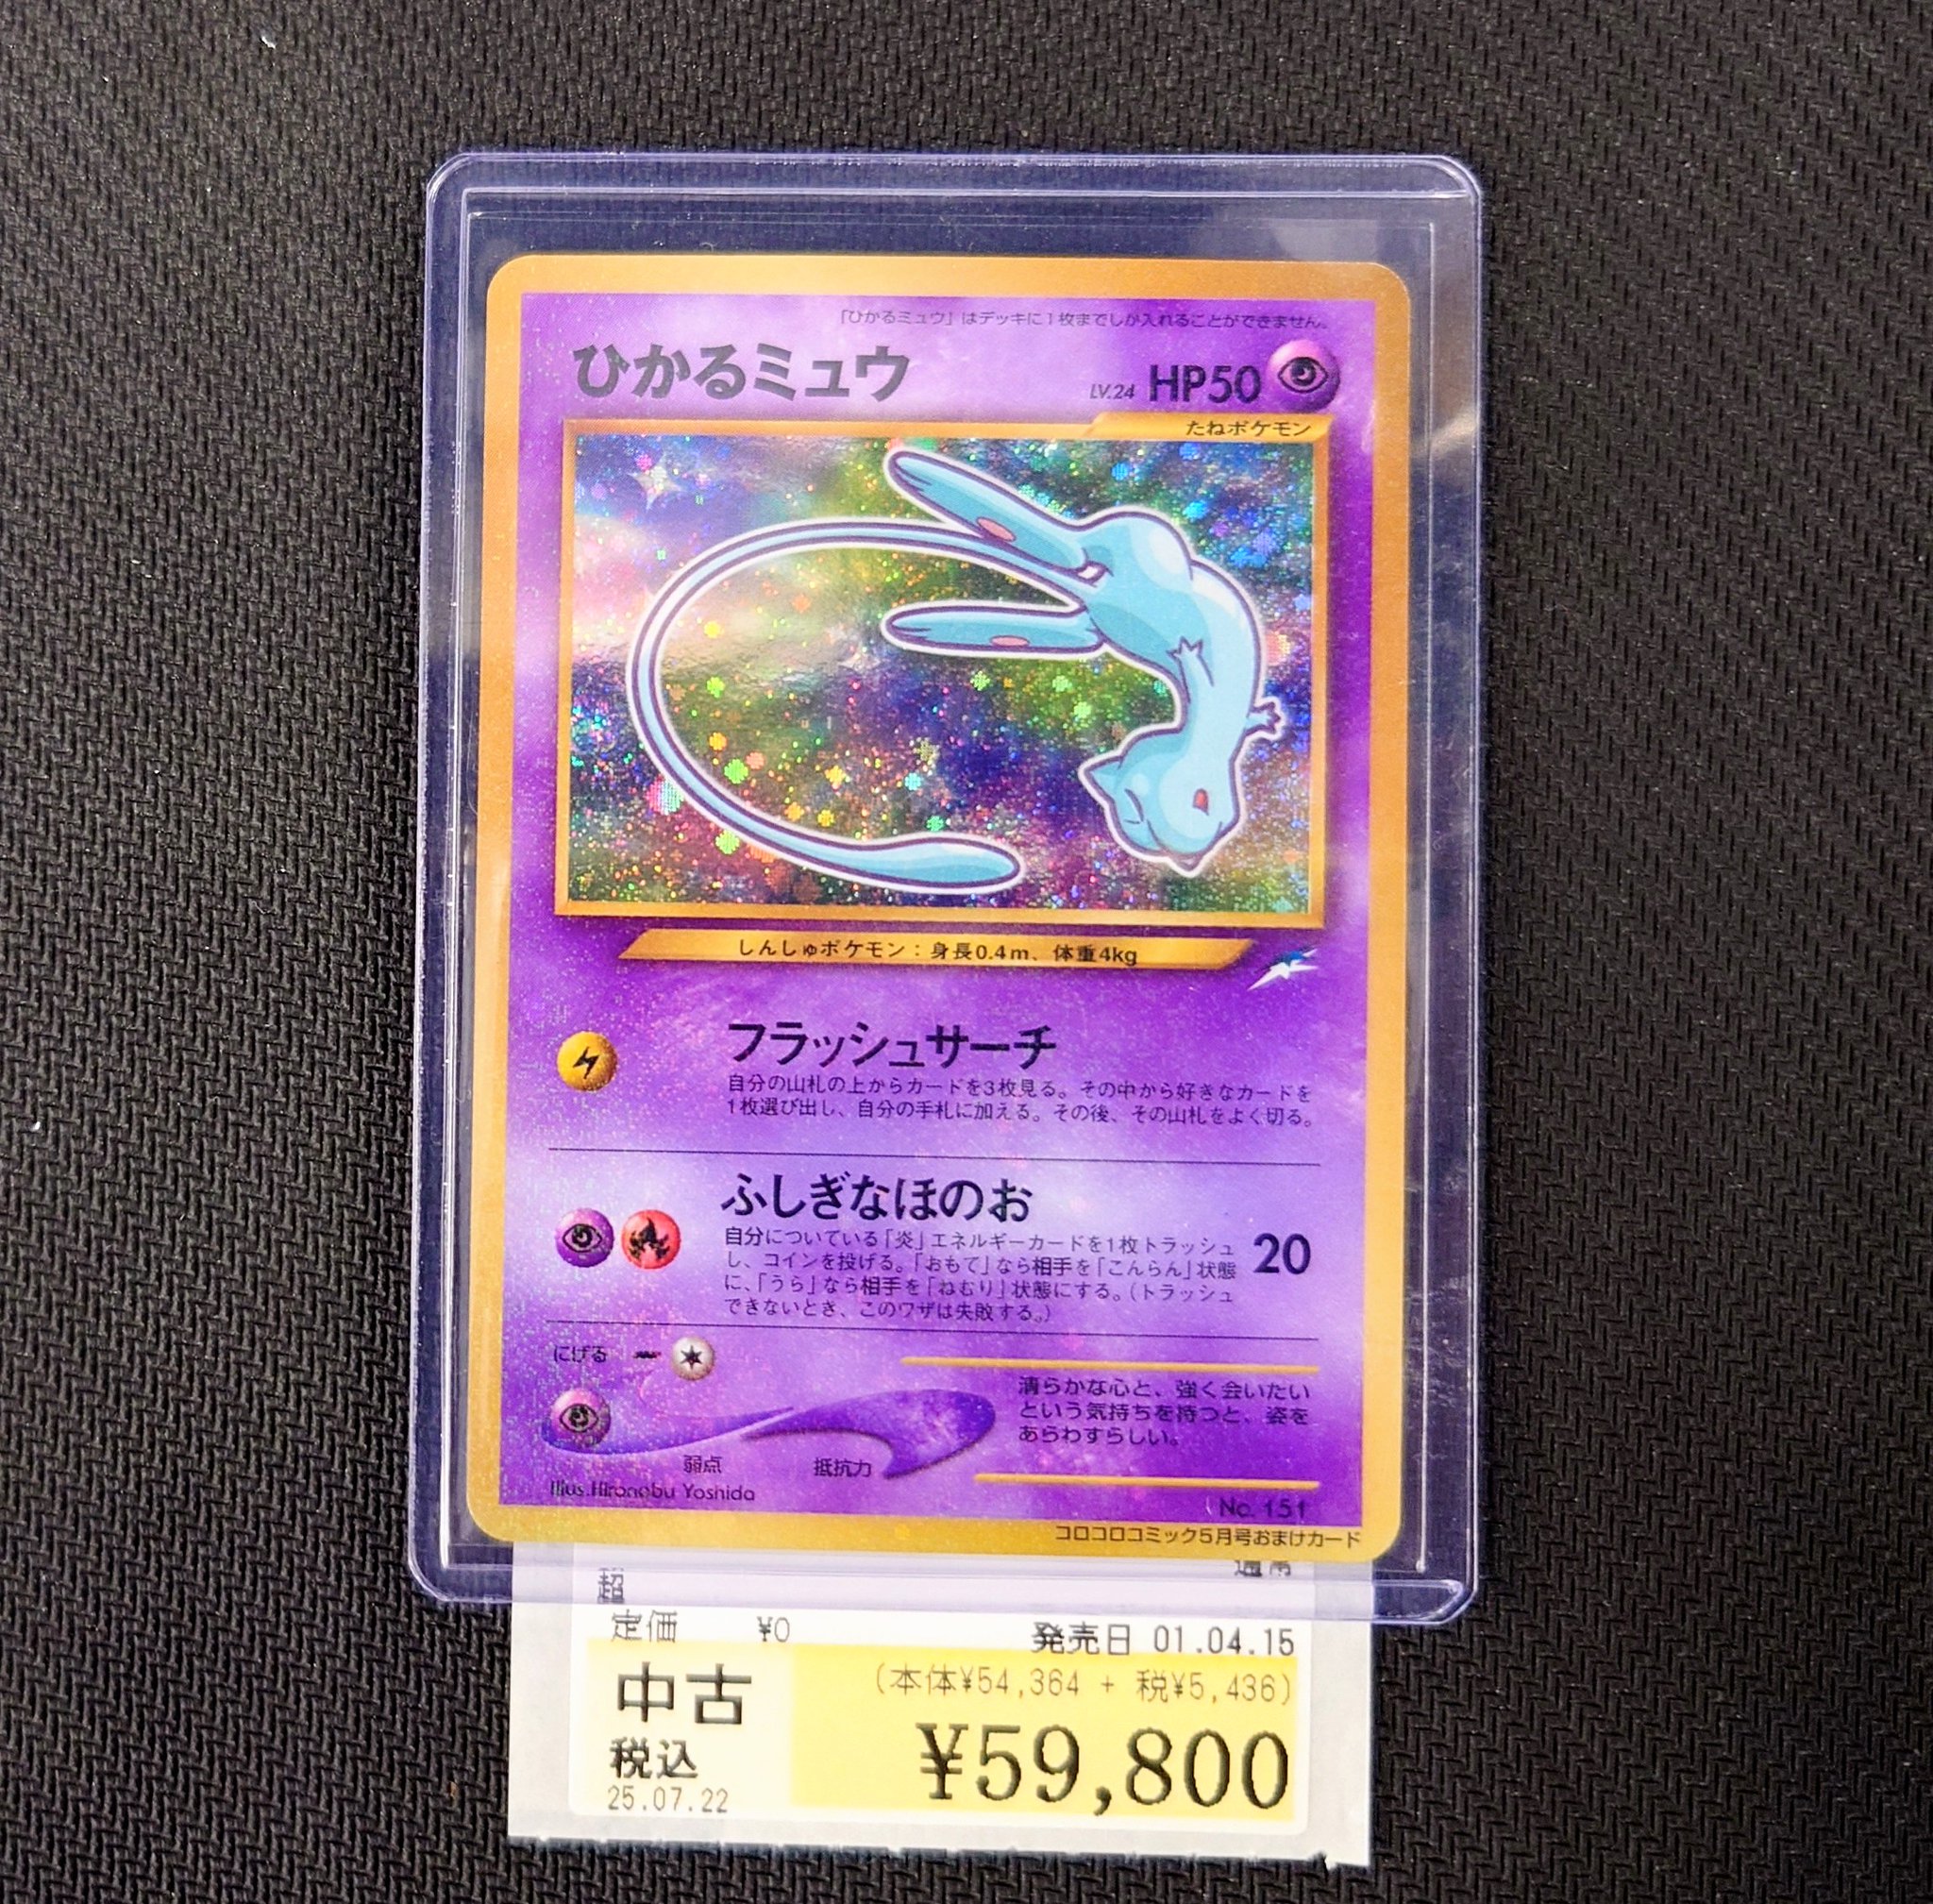 「ひかるミュウ」はデッキに1枚までしか入れることができません。
ひかるミュウ LV.24 HP50
たねポケモン
しんしゅポケモン：身長0.4m、体重4kg
フラッシュサーチ
自分の山札の上からカードを3枚見る。その中から好きなカードを
1枚選び出し、自分の手札に加える。その後、その山札をよく切る。
ふしぎなほのお
自分についている「炎」エネルギーカードを1枚トラッシュ
し、コインを投げる。「おもて」なら相手を「こんらん」状態
に、「うら」なら相手を「ねむり」状態にする。（トラッシュ
できないとき、このワザは失敗する。）
20
にげる
清らかな心と、強く会いたい
という気持ちを持つと、姿を
あらわすらしい。
弱点 抵抗力
Illus.Hironobu Yoshida
No. 151
コロコロコミック5月号おまけカード
通常
超
定価 ¥0 発売日 01.04.15
中古 (本体¥54,364 + 税¥5,436)
税込 ¥59,800
25.07.22